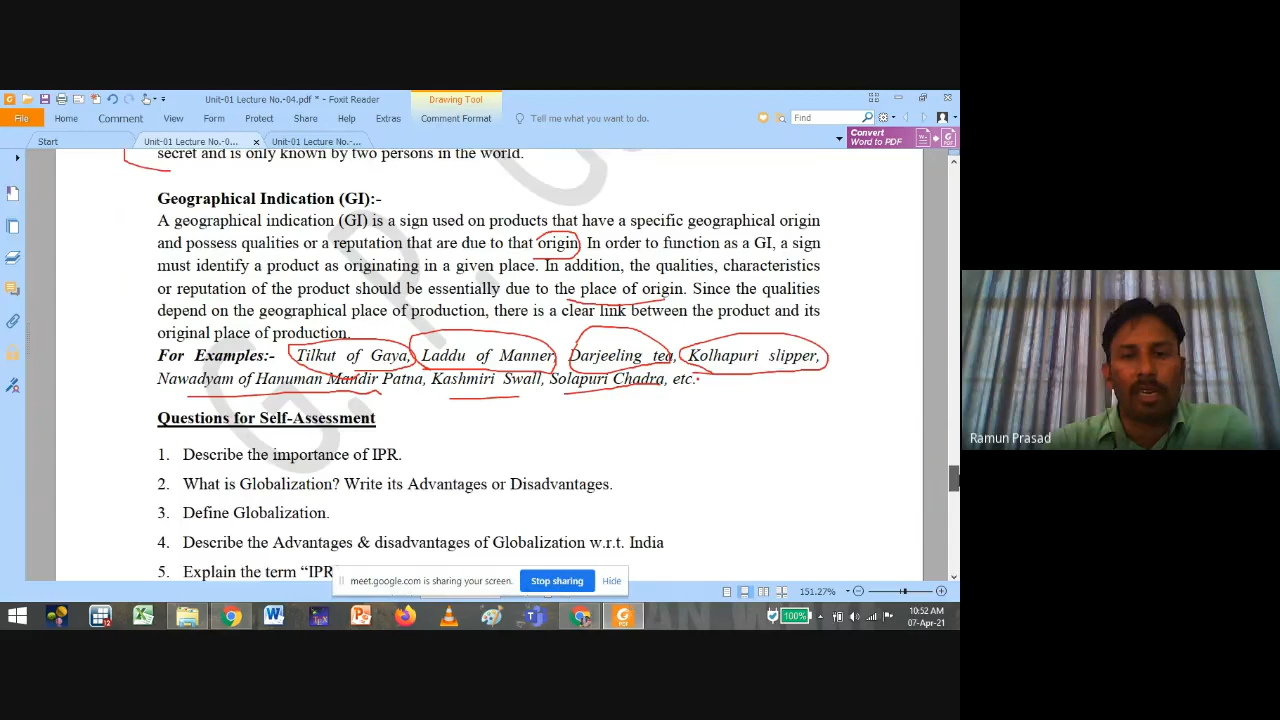 Unit-01 Lecture No.-04.pdf * - Foxit Reader
Drawing Tool
File Home Comment View Form Protect Share Help Extras Comment Format Tell me what you want to do. Find
Start Unit-01 Lecture No.-0... Unit-01 Lecture No.-...
Convert
Word to PDF
secret and is only known by two persons in the world.
Geographical Indication (GI):-
A geographical indication (GI) is a sign used on products that have a specific geographical origin
and possess qualities or a reputation that are due to that origin. In order to function as a GI, a sign
must identify a product as originating in a given place. In addition, the qualities, characteristics
or reputation of the product should be essentially due to the place of origin. Since the qualities
depend on the geographical place of production, there is a clear link between the product and its
original place of production.
For Examples:- Tilkut of Gaya, Laddu of Manner, Darjeeling tea, Kolhapuri slipper,
Nawadyam of Hanuman Mandir Patna, Kashmiri Swall, Solapuri Chadra, etc.
Questions for Self-Assessment
1. Describe the importance of IPR.
2. What is Globalization? Write its Advantages or Disadvantages.
3. Define Globalization.
4. Describe the Advantages & disadvantages of Globalization w.r.t. India
5. Explain the term “IPR
meet.google.com is sharing your screen. Stop sharing Hide
151.27%
100%
10:52 AM
07-Apr-21
Ramun Prasad